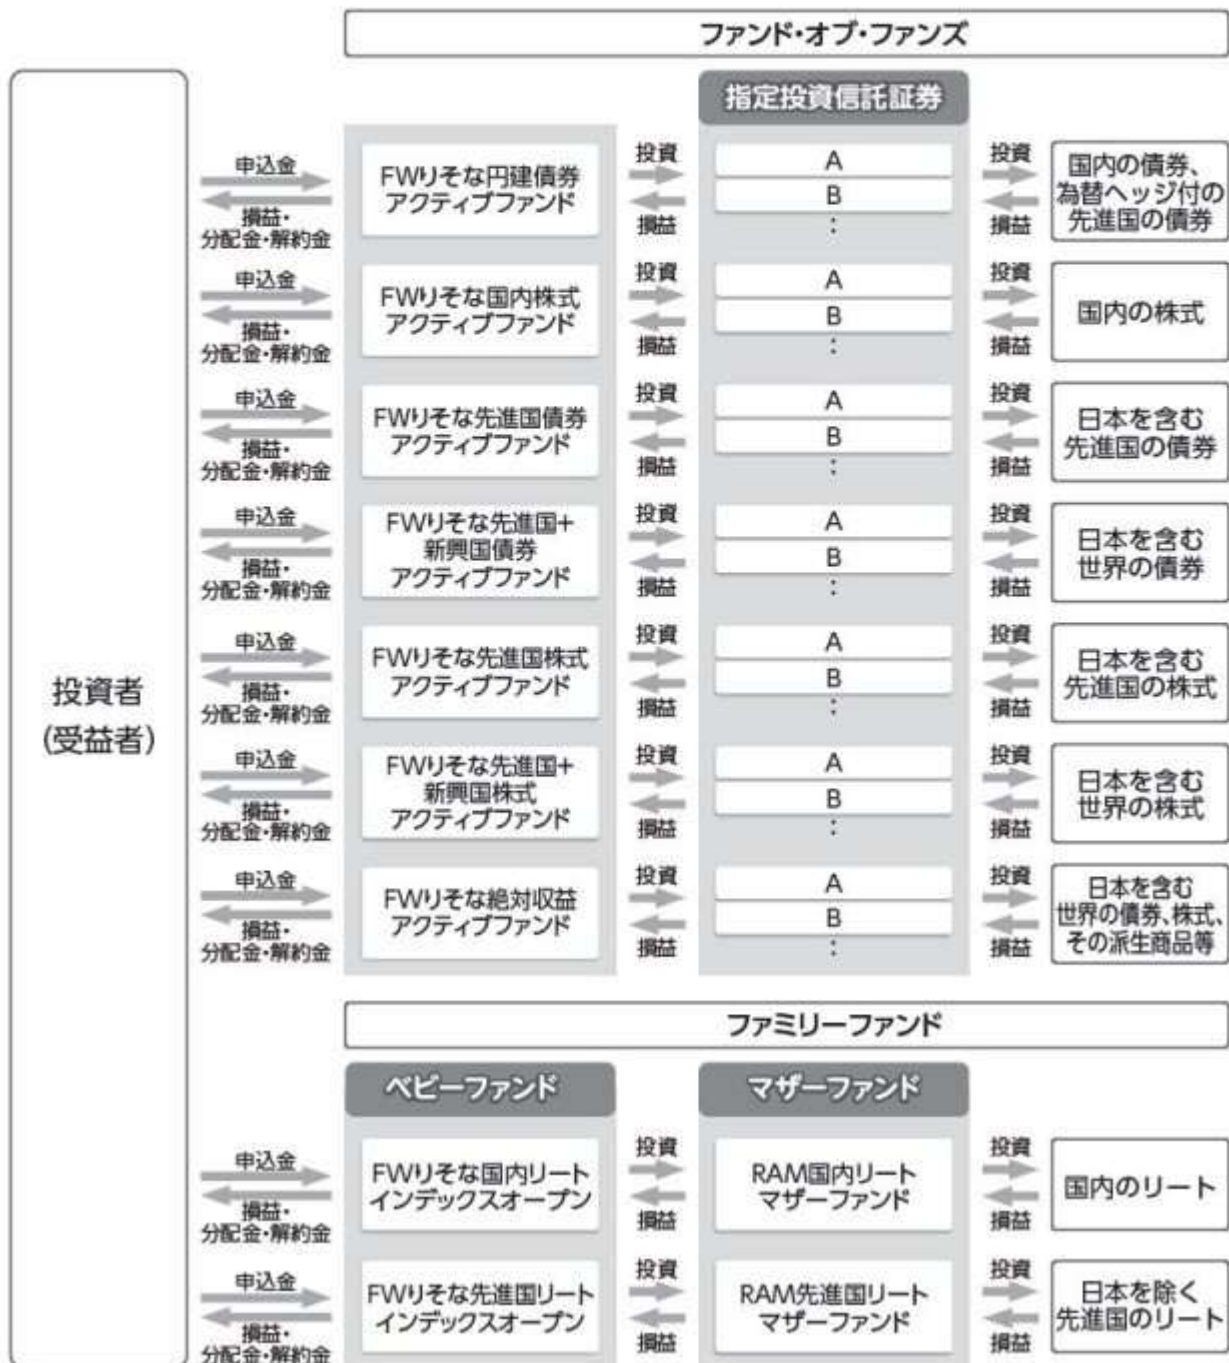 ファンド・オブ・ファンズ
指定投資信託証券
投資者
(受益者)
申込金
損益・
分配金・解約金
FWりそな円建債券
アクティブファンド
投資
損益
A
B
:
投資
損益
国内の債券、
為替ヘッジ付の
先進国の債券
申込金
損益・
分配金・解約金
FWりそな国内株式
アクティブファンド
投資
損益
A
B
:
投資
損益
国内の株式
申込金
損益・
分配金・解約金
FWりそな先進国債券
アクティブファンド
投資
損益
A
B
:
投資
損益
日本を含む
先進国の債券
申込金
損益・
分配金・解約金
FWりそな先進国+
新興国債券
アクティブファンド
投資
損益
A
B
:
投資
損益
日本を含む
世界の債券
申込金
損益・
分配金・解約金
FWりそな先進国株式
アクティブファンド
投資
損益
A
B
:
投資
損益
日本を含む
先進国の株式
申込金
損益・
分配金・解約金
FWりそな先進国+
新興国株式
アクティブファンド
投資
損益
A
B
:
投資
損益
日本を含む
世界の株式
申込金
損益・
分配金・解約金
FWりそな絶対収益
アクティブファンド
投資
損益
A
B
:
投資
損益
日本を含む
世界の債券、株式、
その派生商品等
ファミリーファンド
ベビーファンド
マザーファンド
申込金
損益・
分配金・解約金
FWりそな国内リート
インデックスオープン
投資
損益
RAM国内リート
マザーファンド
投資
損益
国内のリート
申込金
損益・
分配金・解約金
FWりそな先進国リート
インデックスオープン
投資
損益
RAM先進国リート
マザーファンド
投資
損益
日本を除く
先進国のリート